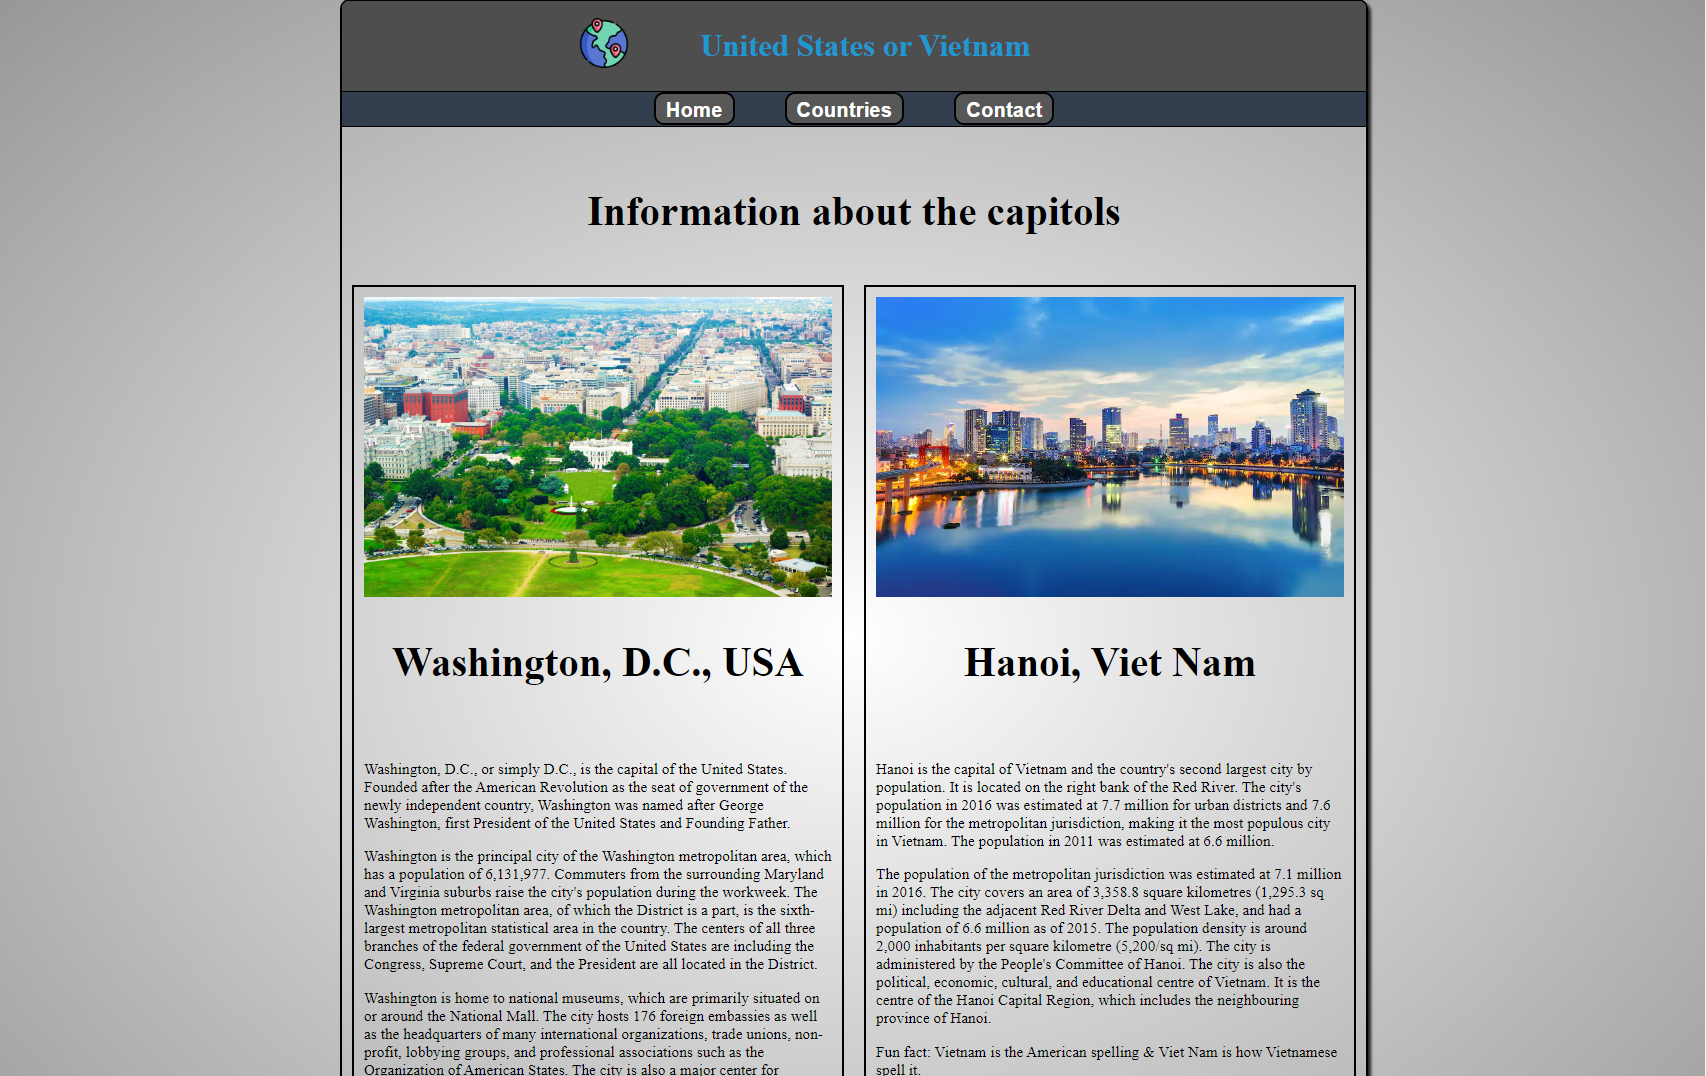 United States or Vietnam
Home
Countries
Contact
Information about the capitols
Washington, D.C., USA
Washington, D.C., or simply D.C., is the capital of the United States.
Founded after the American Revolution as the seat of government of the
newly independent country, Washington was named after George
Washington, first President of the United States and Founding Father.
Washington is the principal city of the Washington metropolitan area, which
has a population of 6,131,977. Commuters from the surrounding Maryland
and Virginia suburbs raise the city's population during the workweek. The
Washington metropolitan area, of which the District is a part, is the sixth-
largest metropolitan statistical area in the country. The centers of all three
branches of the federal government of the United States are including the
Congress, Supreme Court, and the President are all located in the District.
Washington is home to national museums, which are primarily situated on
or around the National Mall. The city hosts 176 foreign embassies as well
as the headquarters of many international organizations, trade unions, non-
profit, lobbying groups, and professional associations such as the
Organization of American States. The city is also a major center for
Hanoi, Viet Nam
Hanoi is the capital of Vietnam and the country's second largest city by
population. It is located on the right bank of the Red River. The city's
population in 2016 was estimated at 7.7 million for urban districts and 7.6
million for the metropolitan jurisdiction, making it the most populous city
in Vietnam. The population in 2011 was estimated at 6.6 million.
The population of the metropolitan jurisdiction was estimated at 7.1 million
in 2016. The city covers an area of 3,358.8 square kilometres (1,295.3 sq
mi) including the adjacent Red River Delta and West Lake, and had a
population of 6.6 million as of 2015. The population density is around
2,000 inhabitants per square kilometre (5,200/sq mi). The city is
administered by the People's Committee of Hanoi. The city is also the
political, economic, cultural, and educational centre of Vietnam. It is the
centre of the Hanoi Capital Region, which includes the neighbouring
province of Hanoi.
Fun fact: Vietnam is the American spelling & Viet Nam is how Vietnamese
spell it.